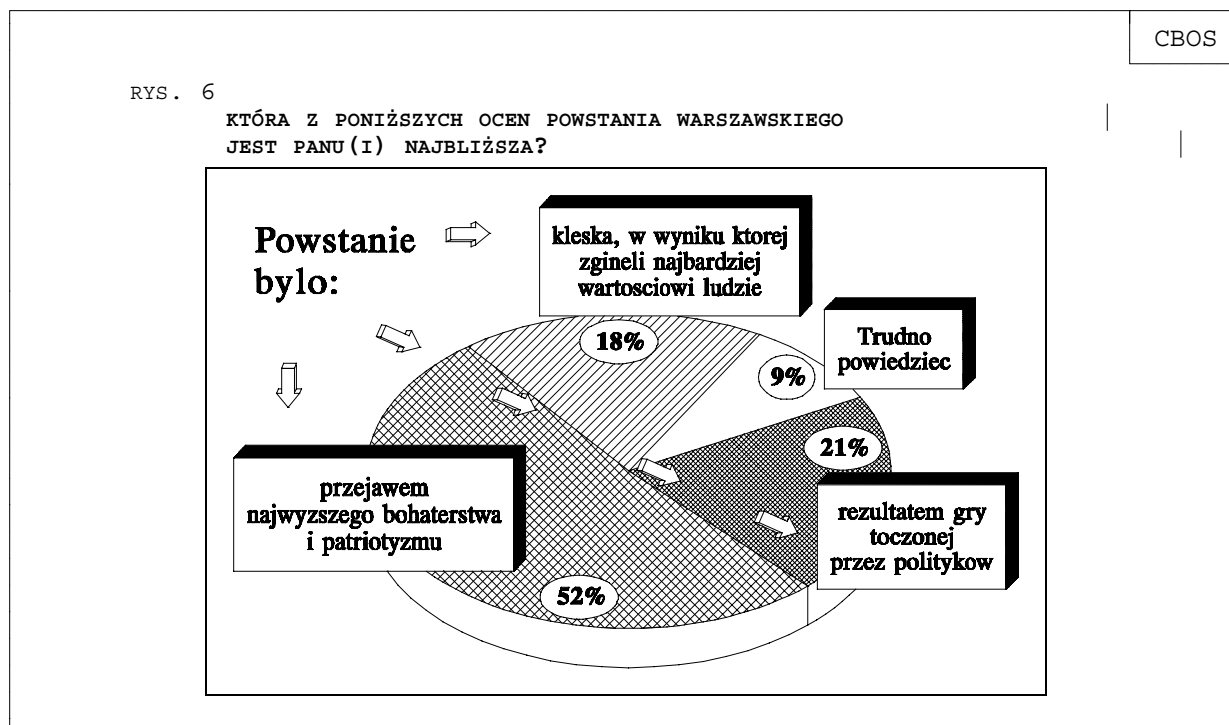 CBOS
RYS. 6
KTÓRA Z PONIŻSZYCH OCEN POWSTANIA WARSZAWSKIEGO
JEST PANU(I) NAJBLIŻSZA?
Powstanie
bylo:
kleska, w wyniku ktorej
zgineli najbardziej
wartosciowi ludzie
18%
Trudno
powiedziec
9%
21%
przejawem
najwyzszego bohaterstwa
i patriotyzmu
rezultatem gry
toczonej
przez politykow
52%